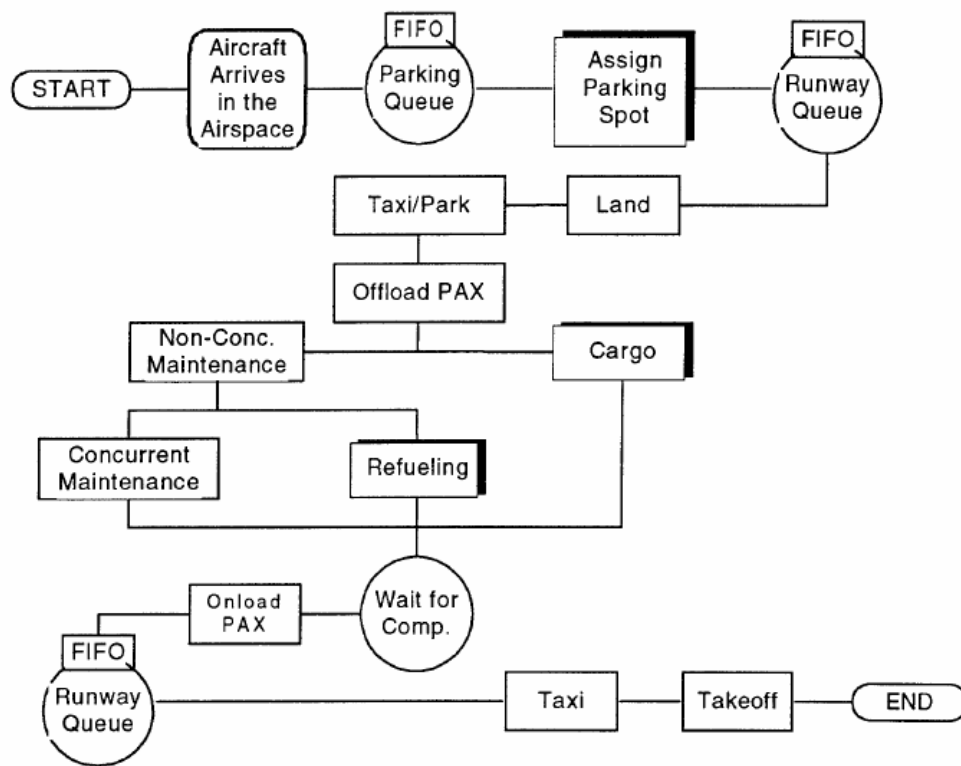 START
Aircraft
Arrives
in the
Airspace
FIFO
Parking
Queue
Assign
Parking
Spot
FIFO
Runway
Queue
Taxi/Park
Land
Offload PAX
Non-Conc.
Maintenance
Cargo
Concurrent
Maintenance
Refueling
Wait for
Comp.
Onload
PAX
FIFO
Runway
Queue
Taxi
Takeoff
END